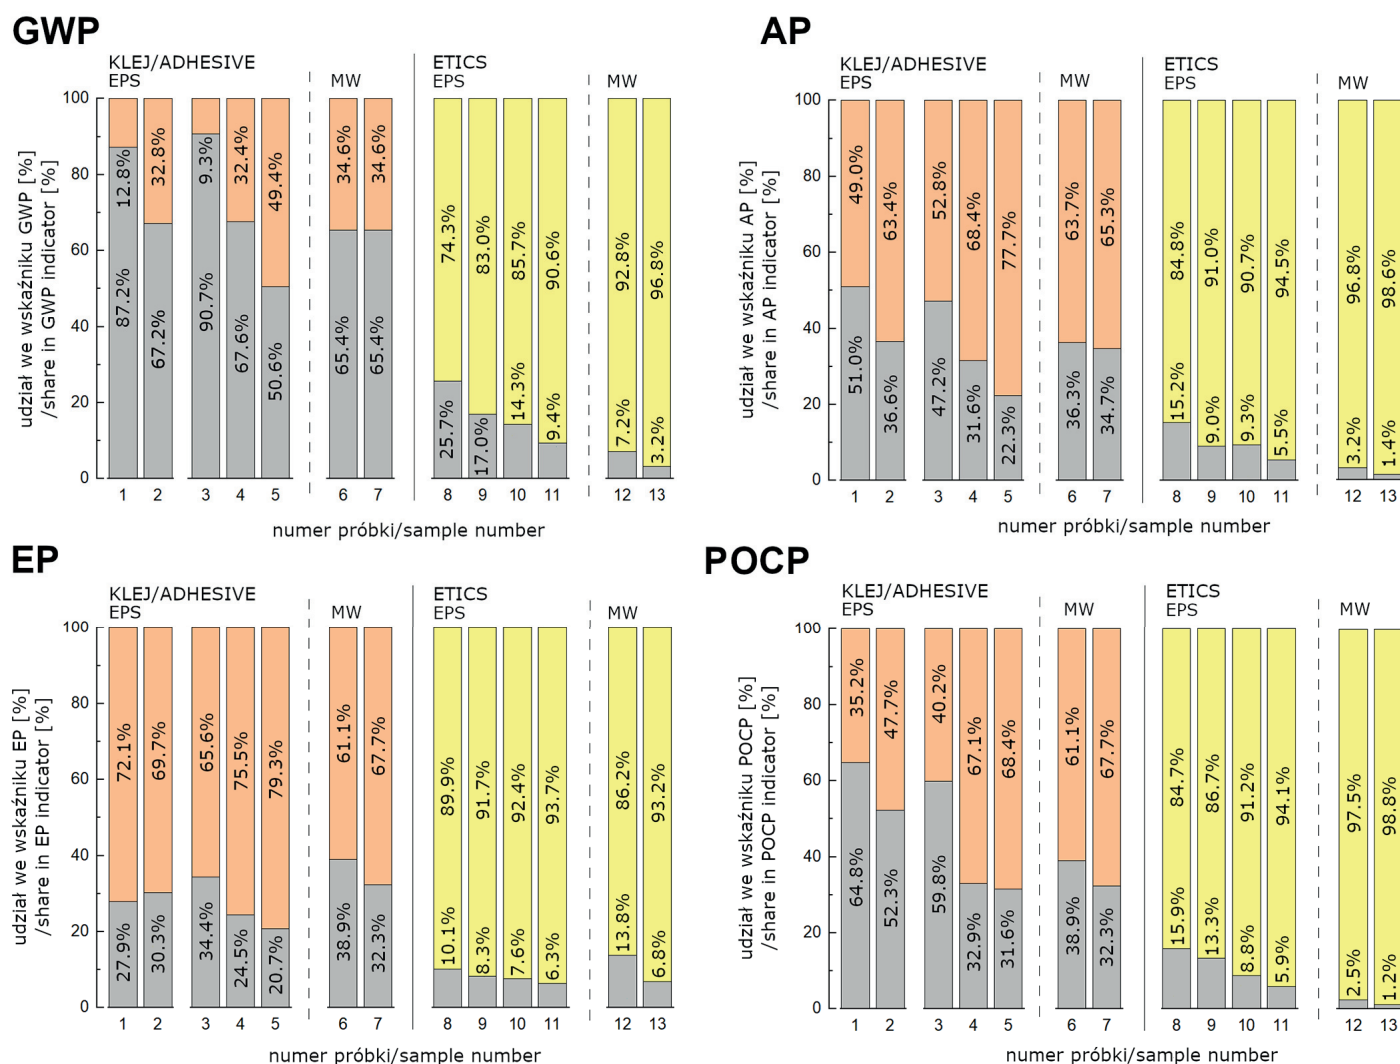 GWP
KLEJ/ADHESIVE
EPS
MW
ETICS
EPS
MW
udział we wskaźniku GWP [%]
/share in GWP indicator [%]
100
80
60
40
20
0
12.8%
32.8%
9.3%
32.4%
49.4%
34.6%
34.6%
74.3%
83.0%
85.7%
90.6%
92.8%
96.8%
87.2%
67.2%
90.7%
67.6%
50.6%
65.4%
65.4%
25.7%
17.0%
14.3%
9.4%
7.2%
3.2%
1 2 3 4 5 6 7 8 9 10 11 12 13
numer próbki/sample number
AP
KLEJ/ADHESIVE
EPS
MW
ETICS
EPS
MW
udział we wskaźniku AP [%]
/share in AP indicator [%]
100
80
60
40
20
0
49.0%
63.4%
52.8%
68.4%
77.7%
63.7%
65.3%
84.8%
91.0%
90.7%
94.5%
96.8%
98.6%
51.0%
36.6%
47.2%
31.6%
22.3%
36.3%
34.7%
15.2%
9.0%
9.3%
5.5%
3.2%
1.4%
1 2 3 4 5 6 7 8 9 10 11 12 13
numer próbki/sample number
EP
KLEJ/ADHESIVE
EPS
MW
ETICS
EPS
MW
udział we wskaźniku EP [%]
/share in EP indicator [%]
100
80
60
40
20
0
72.1%
69.7%
65.6%
75.5%
79.3%
61.1%
67.7%
89.9%
91.7%
92.4%
93.7%
86.2%
93.2%
27.9%
30.3%
34.4%
24.5%
20.7%
38.9%
32.3%
10.1%
8.3%
7.6%
6.3%
13.8%
6.8%
1 2 3 4 5 6 7 8 9 10 11 12 13
numer próbki/sample number
POCP
KLEJ/ADHESIVE
EPS
MW
ETICS
EPS
MW
udział we wskaźniku POCP [%]
/share in POCP indicator [%]
100
80
60
40
20
0
35.2%
47.7%
40.2%
67.1%
68.4%
61.1%
67.7%
84.7%
86.7%
91.2%
94.1%
97.5%
98.8%
64.8%
52.3%
59.8%
32.9%
31.6%
38.9%
32.3%
15.9%
13.3%
8.8%
5.9%
2.5%
1.2%
1 2 3 4 5 6 7 8 9 10 11 12 13
numer próbki/sample number